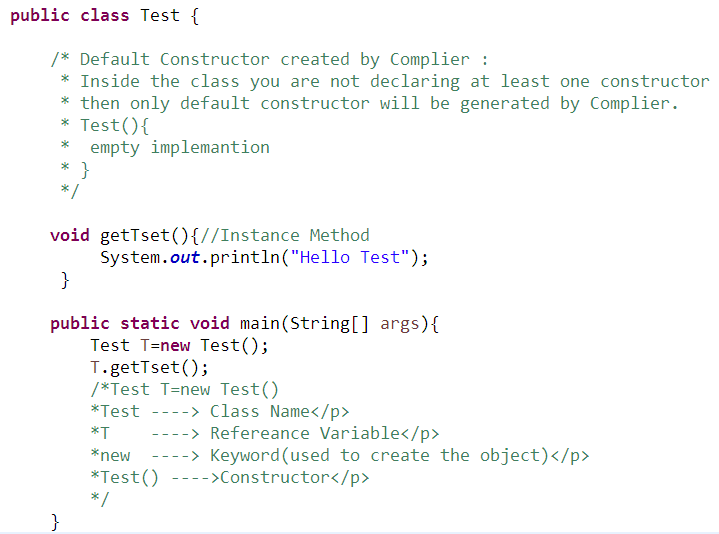 public class Test {
/* Default Constructor created by Complier :
* Inside the class you are not declaring at least one constructor
* then only default constructor will be generated by Complier.
* Test(){
* empty implemantion
* }
*/
void getTset(){//Instance Method
System.out.println("Hello Test");
}
public static void main(String[] args){
Test T=new Test();
T.getTset();
/*Test T=new Test()
*Test ----> Class Name</p>
*T ----> Refereance Variable</p>
*new ----> Keyword(used to create the object)</p>
*Test() ---->Constructor</p>
*/
}